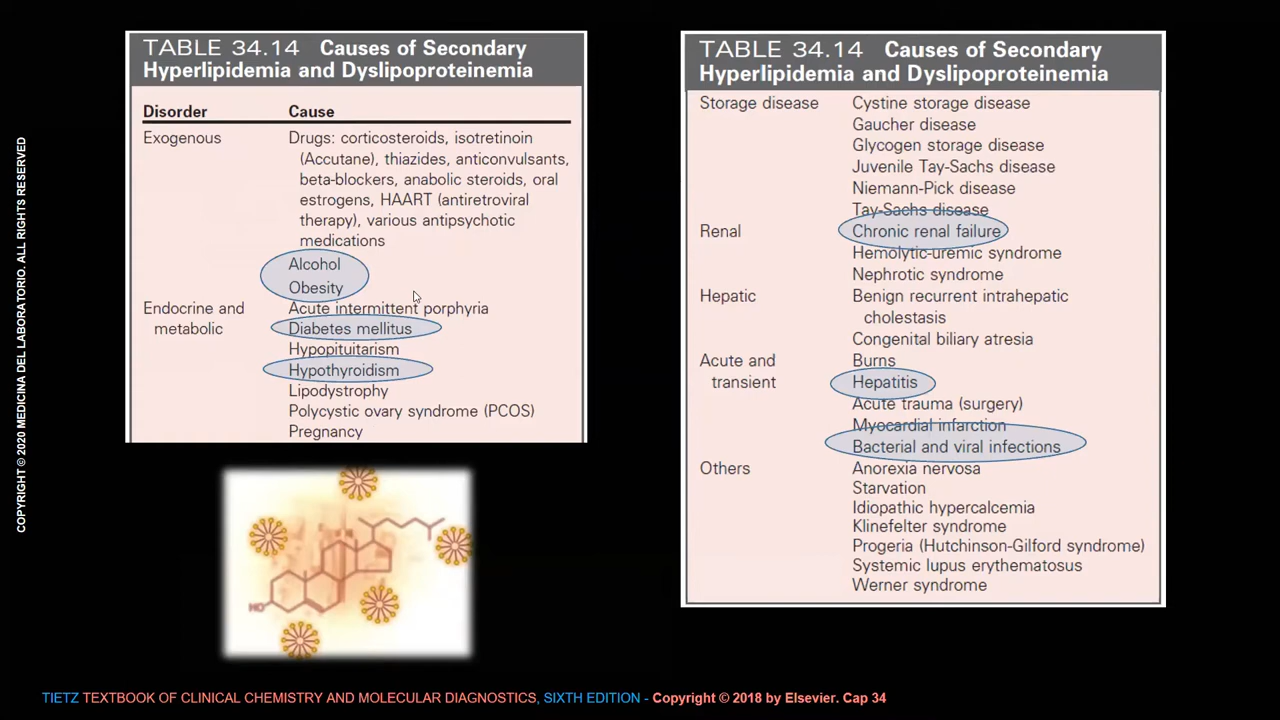 COPYRIGHT © 2020 MEDICINA DEL LABORATORIO. ALL RIGHTS RESERVED
TABLE 34.14 Causes of Secondary
Hyperlipidemia and Dyslipoproteinemia
Disorder Cause
Exogenous Drugs: corticosteroids, isotretinoin
(Accutane), thiazides, anticonvulsants,
beta-blockers, anabolic steroids, oral
estrogens, HAART (antiretroviral
therapy), various antipsychotic
medications
Alcohol
Obesity
Endocrine and Acute intermittent porphyria
metabolic Diabetes mellitus
Hypopituitarism
Hypothyroidism
Lipodystrophy
Polycystic ovary syndrome (PCOS)
Pregnancy
TABLE 34.14 Causes of Secondary
Hyperlipidemia and Dyslipoproteinemia
Storage disease Cystine storage disease
Gaucher disease
Glycogen storage disease
Juvenile Tay-Sachs disease
Niemann-Pick disease
Tay-Sachs disease
Renal Chronic renal failure
Hemolytic-uremic syndrome
Nephrotic syndrome
Hepatic Benign recurrent intrahepatic
cholestasis
Congenital biliary atresia
Acute and Burns
transient Hepatitis
Acute trauma (surgery)
Myocardial infarction
Bacterial and viral infections
Others Anorexia nervosa
Starvation
Idiopathic hypercalcemia
Klinefelter syndrome
Progeria (Hutchinson-Gilford syndrome)
Systemic lupus erythematosus
Werner syndrome
HO
TIETZ TEXTBOOK OF CLINICAL CHEMISTRY AND MOLECULAR DIAGNOSTICS, SIXTH EDITION - Copyright © 2018 by Elsevier. Cap 34